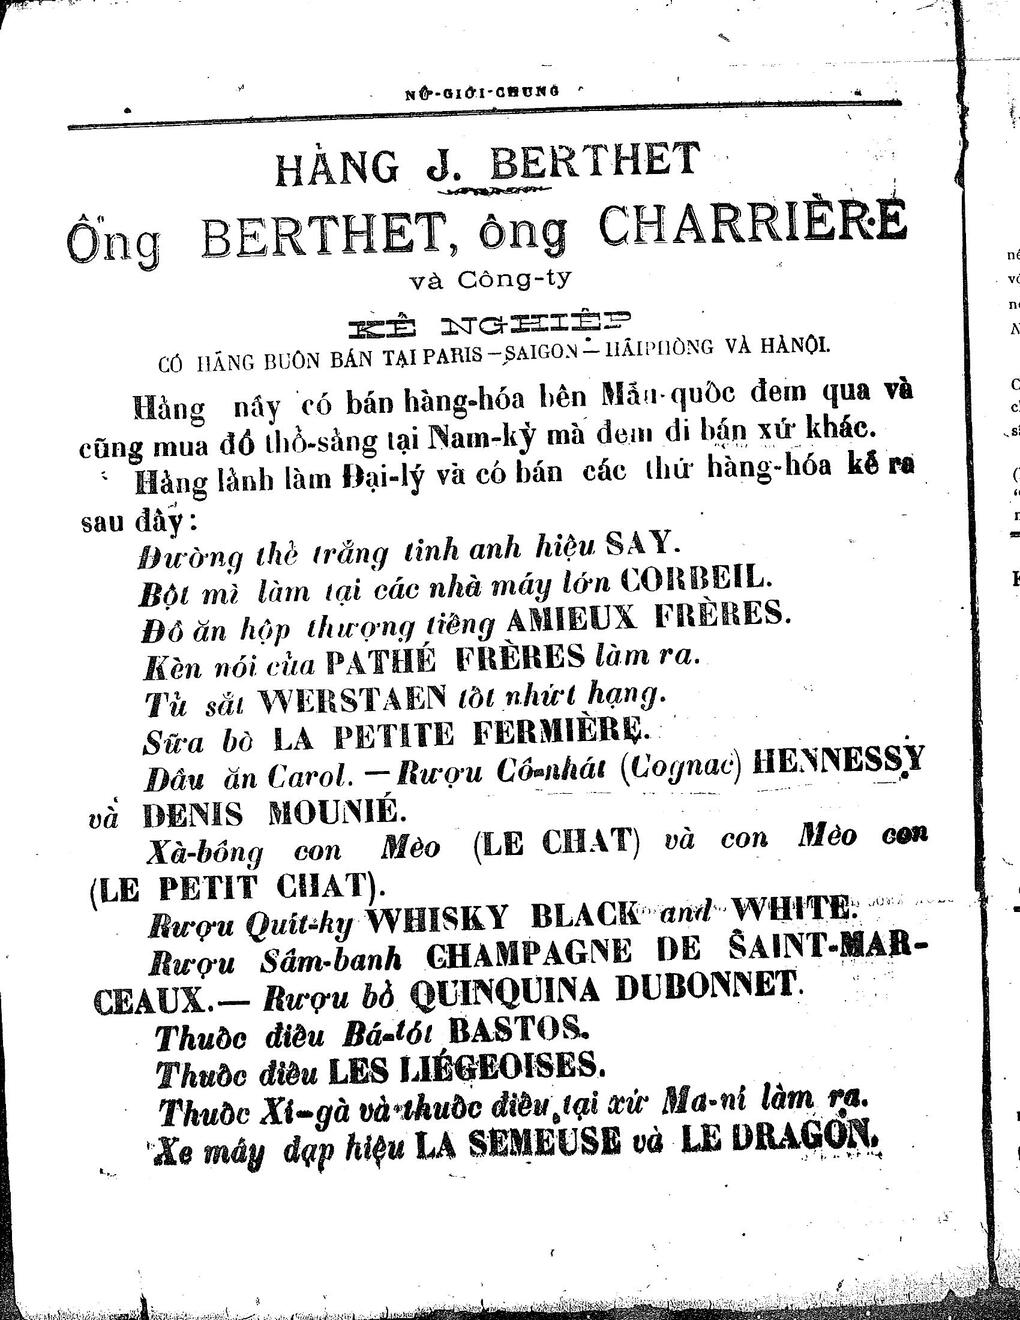 NỮ-GIỚI-CHUNG
HÀNG J. BERTHET
Ông BERTHET, ông CHARRIÈRE
và Công-ty
KẾ NGHIỆP
CÓ HÃNG BUÔN BÁN TẠI PARIS – SAIGON – HẢIPHÒNG VÀ HÀNỘI.
Hảng nầy có bán hàng-hóa bên Mẫu-quốc đem qua và
cũng mua đồ thổ-sảng tại Nam-kỳ mà đem đi bán xứ khác.
Hảng lảnh làm Đại-lý và có bán các thứ hàng-hóa kể ra
sau đây:
Đường thẻ trắng tinh anh hiệu SAY.
Bột mì làm tại các nhà máy lớn CORBEIL.
Đồ ăn hộp thượng tiếng AMIEUX FRÈRES.
Kèn nói của PATHÉ FRÈRES làm ra.
Tủ sắt WERSTAEN tốt nhứt hạng.
Sữa bò LA PETITE FERMIÈRE.
Dầu ăn Carol. — Rượu Cô-nhát (Cognac) HENNESSY
và DENIS MOUNIÉ.
Xà-bông con Mèo (LE CHAT) và con Mèo con
(LE PETIT CHAT).
Rượu Quít-ky WHISKY BLACK and WHITE.
Rượu Sâm-banh CHAMPAGNE DE SAINT-MAR-
CEAUX.— Rượu bổ QUINQUINA DUBONNET.
Thuốc điếu Bá-tót BASTOS.
Thuốc điếu LES LIÉGEOISES.
Thuốc Xi-gà và thuốc điếu tại xứ Ma-ní làm ra.
Xe máy đạp hiệu LA SEMEUSE và LE DRAGON.